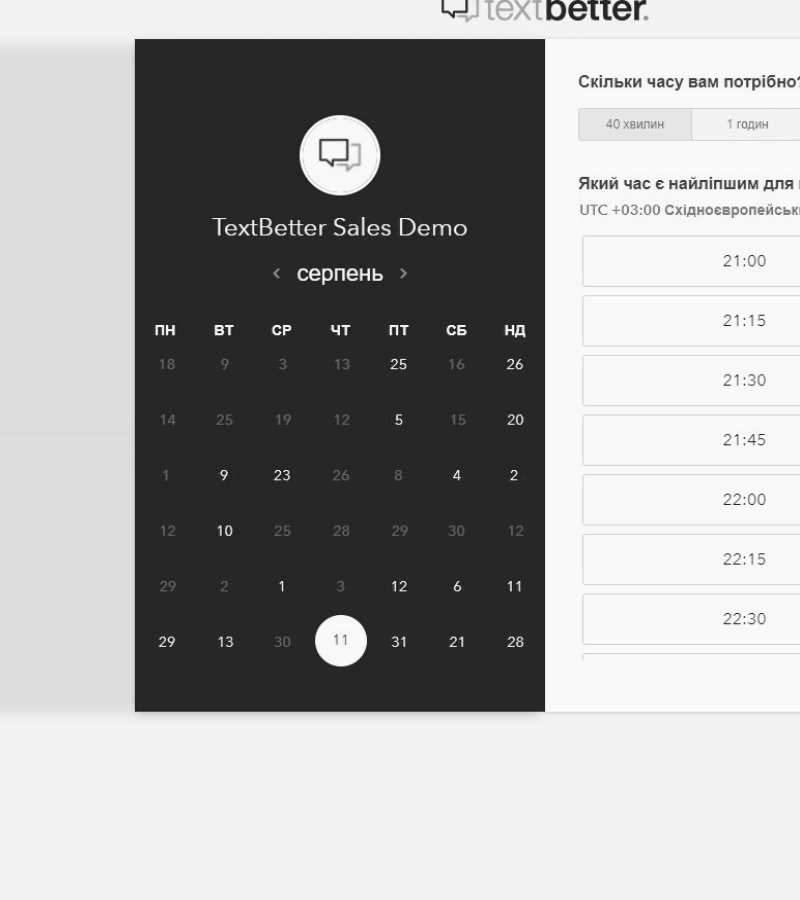 textbetter.
TextBetter Sales Demo
серпень
ПН ВТ СР ЧТ ПТ СБ НД
18 9 3 13 25 16 26
14 25 19 12 5 15 20
1 9 23 26 8 4 2
12 10 25 28 29 30 12
29 2 1 3 12 6 11
29 13 30 11 31 21 28
Скільки часу вам потрібно?
40 хвилин 1 годин
Який час є найліпшим для
UTC +03:00
21:00
21:15
21:30
21:45
22:00
22:15
22:30